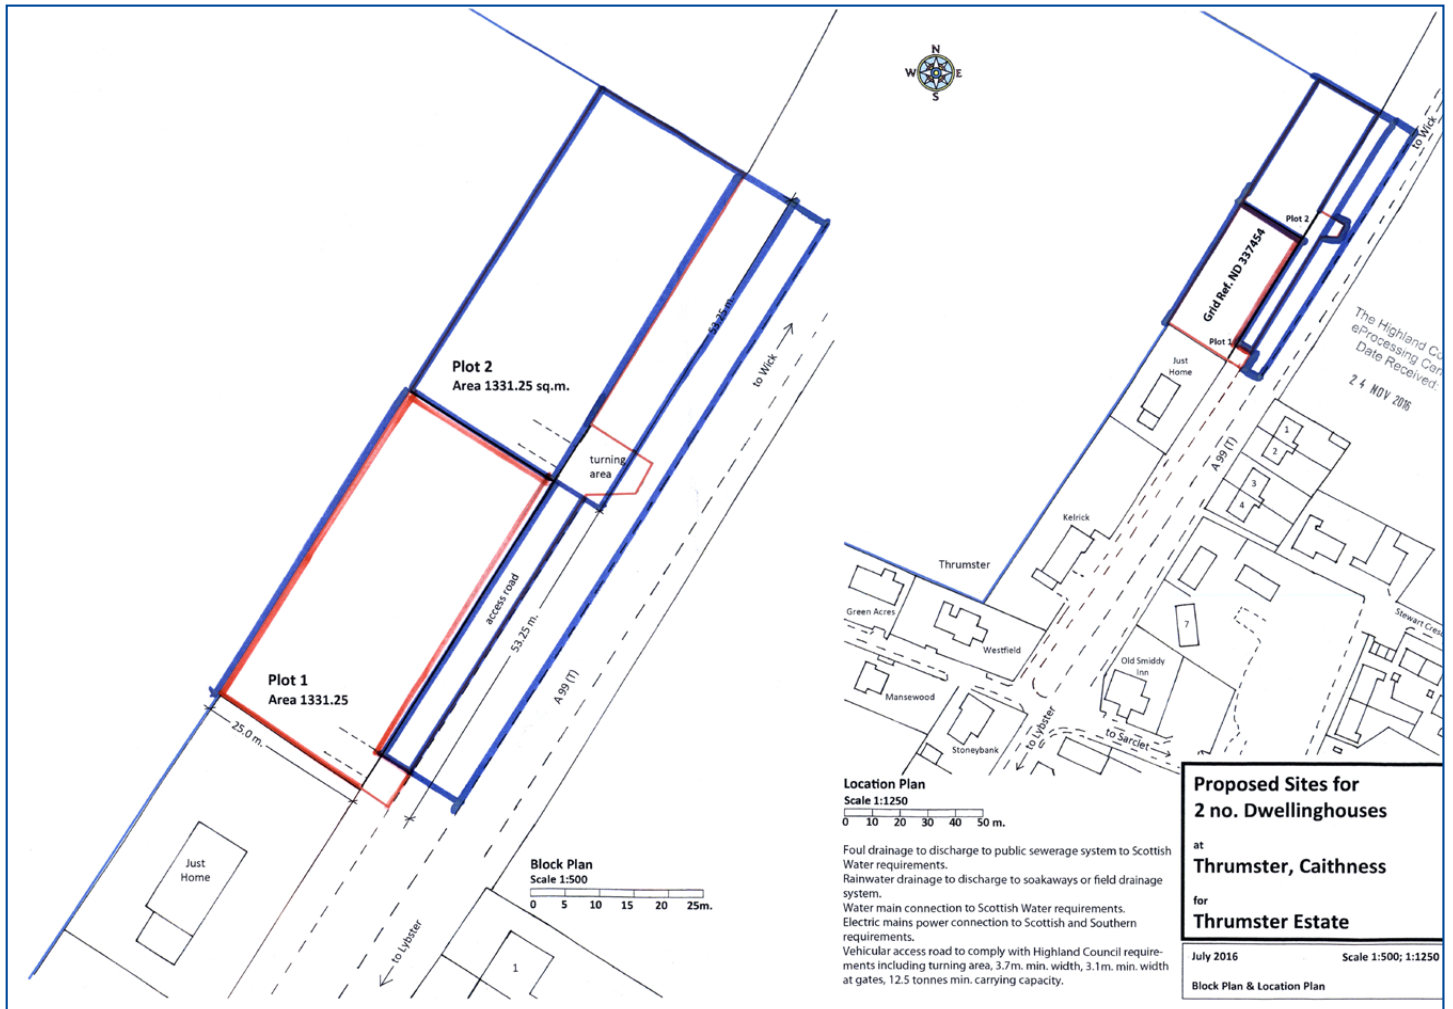 N
W E
S
Plot 2
Area 1331.25 sq.m.
53.25 m.
to Wick
turning
area
access road
53.25 m.
A 99 (T)
Plot 1
Area 1331.25
25.0 m.
Just
Home
to Lybster
1
Block Plan
Scale 1:500
0 5 10 15 20 25m.
to Wick
Plot 2
Grid Ref. ND 337454
Plot 1
The Highland Co
eProcessing Cen
Date Received:
24 NOV 2016
Just
Home
A 99 (T)
1
2
3
4
Kelrick
Thrumster
Green Acres
Westfield
7
Stewart Cresc
Old Smiddy
Inn
Mansewood
Stoneybank
to Lybster
to Sarclet
Location Plan
Scale 1:1250
0 10 20 30 40 50 m.
Foul drainage to discharge to public sewerage system to Scottish
Water requirements.
Rainwater drainage to discharge to soakaways or field drainage
system.
Water main connection to Scottish Water requirements.
Electric mains power connection to Scottish and Southern
requirements.
Vehicular access road to comply with Highland Council require-
ments including turning area, 3.7m. min. width, 3.1m. min. width
at gates, 12.5 tonnes min. carrying capacity.
Proposed Sites for
2 no. Dwellinghouses
at
Thrumster, Caithness
for
Thrumster Estate
July 2016 Scale 1:500; 1:1250
Block Plan & Location Plan